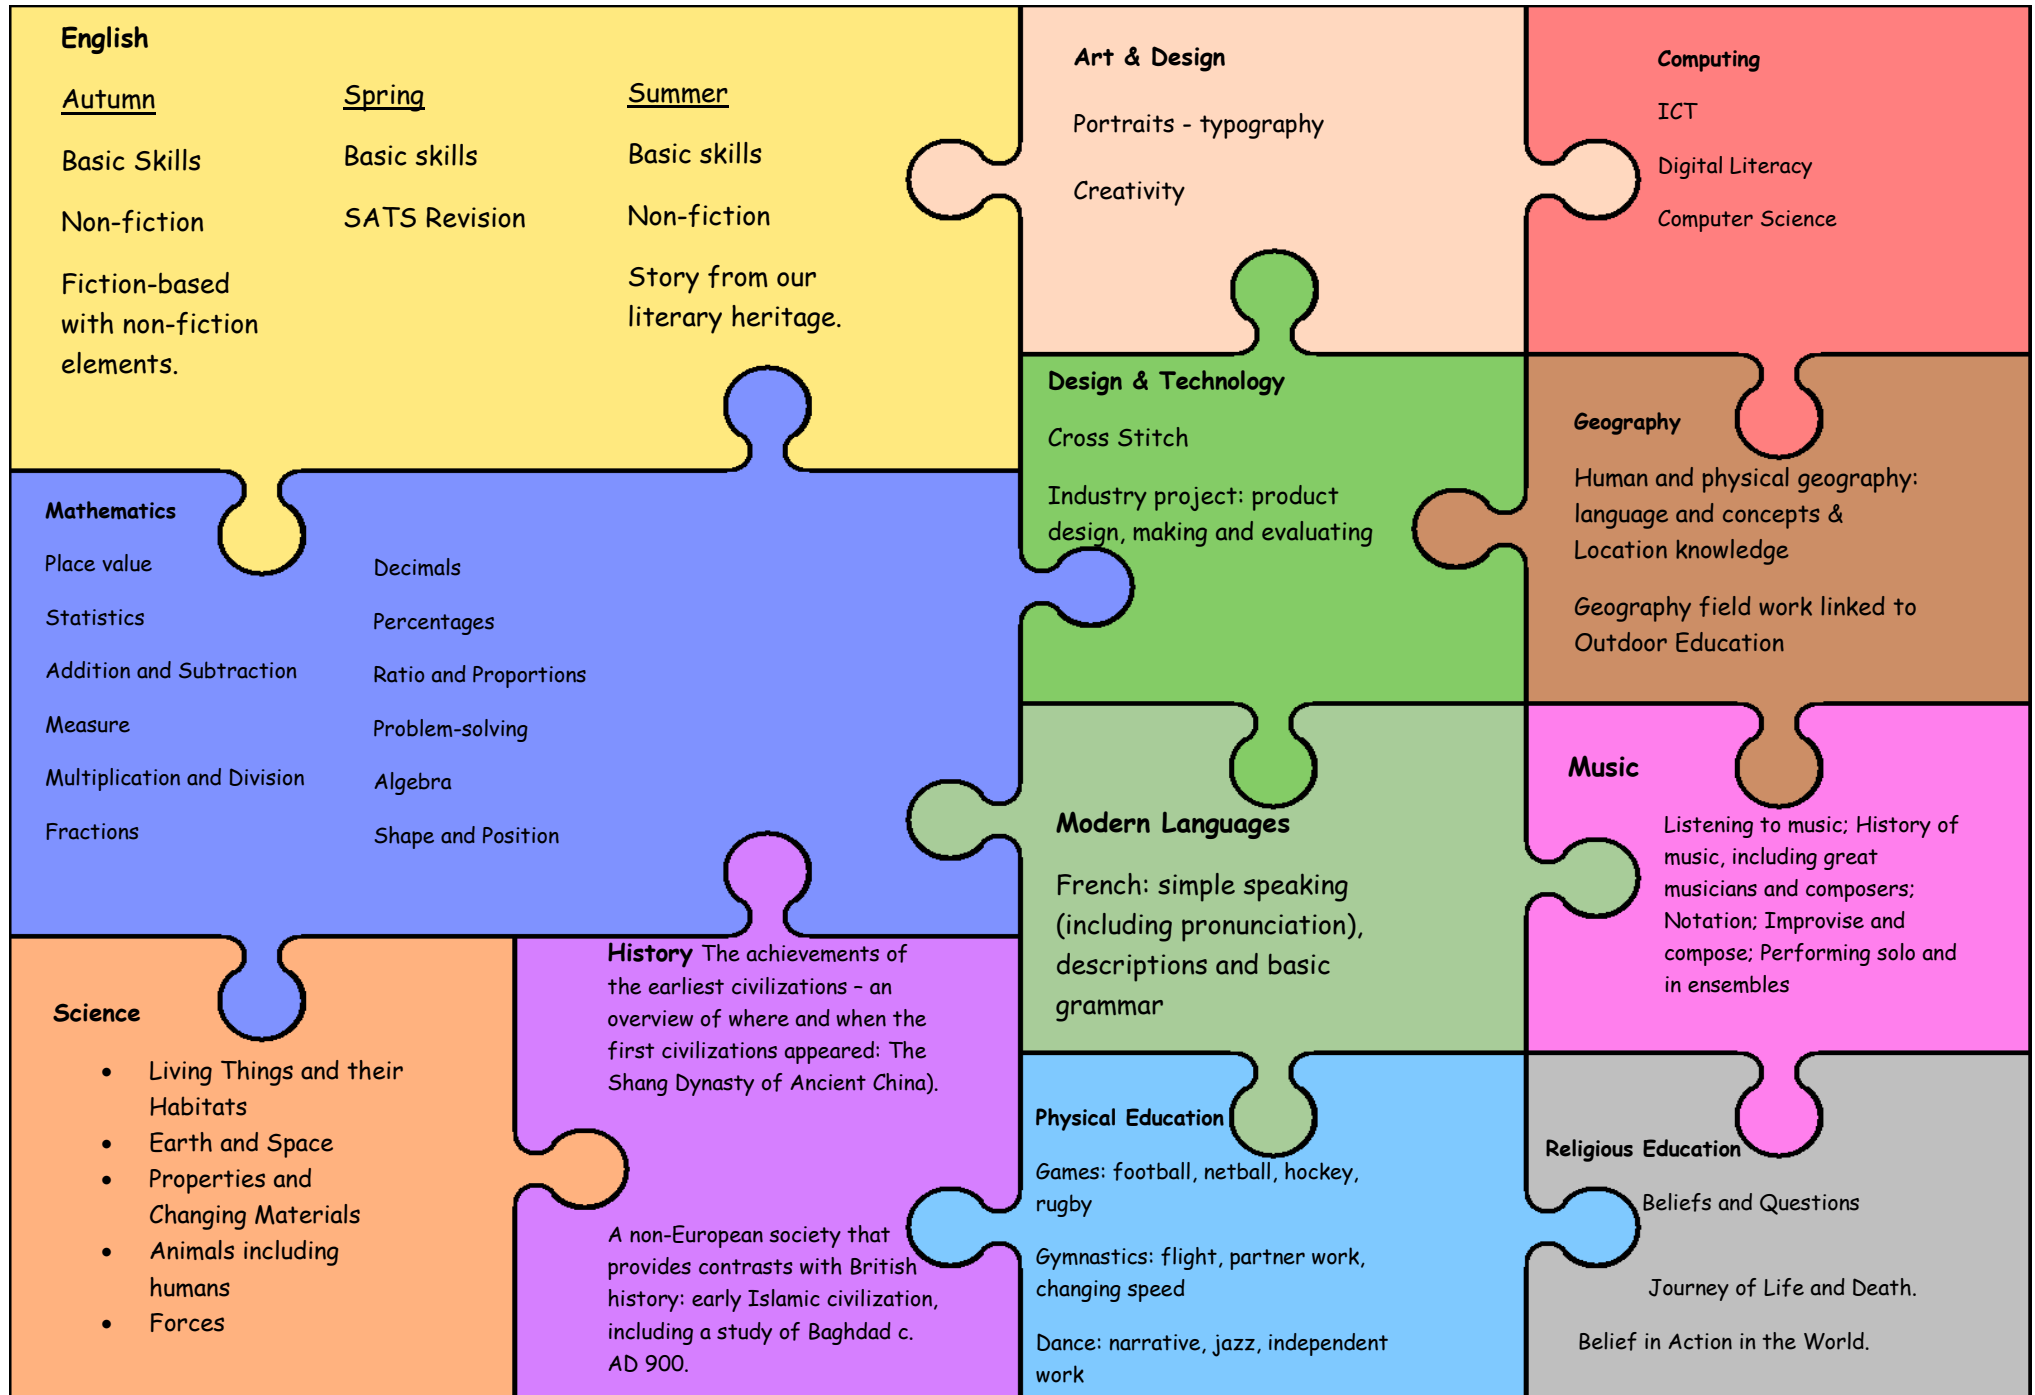 English
Autumn
Basic Skills
Non-fiction
Fiction-based
with non-fiction
elements.
Spring
Basic skills
SATS Revision
Summer
Basic skills
Non-fiction
Story from our
literary heritage.
Art & Design
Portraits - typography
Creativity
Computing
ICT
Digital Literacy
Computer Science
Mathematics
Place value
Statistics
Addition and Subtraction
Measure
Multiplication and Division
Fractions
Decimals
Percentages
Ratio and Proportions
Problem-solving
Algebra
Shape and Position
Design & Technology
Cross Stitch
Industry project: product
design, making and evaluating
Geography
Human and physical geography:
language and concepts &
Location knowledge
Geography field work linked to
Outdoor Education
Modern Languages
French: simple speaking
(including pronunciation),
descriptions and basic
grammar
Music
Listening to music; History of
music, including great
musicians and composers;
Notation; Improvise and
compose; Performing solo and
in ensembles
Science
• Living Things and their
Habitats
• Earth and Space
• Properties and
Changing Materials
• Animals including
humans
• Forces
History The achievements of
the earliest civilizations – an
overview of where and when the
first civilizations appeared: The
Shang Dynasty of Ancient China).
A non-European society that
provides contrasts with British
history: early Islamic civilization,
including a study of Baghdad c.
AD 900.
Physical Education
Games: football, netball, hockey,
rugby
Gymnastics: flight, partner work,
changing speed
Dance: narrative, jazz, independent
work
Religious Education
Beliefs and Questions
Journey of Life and Death.
Belief in Action in the World.